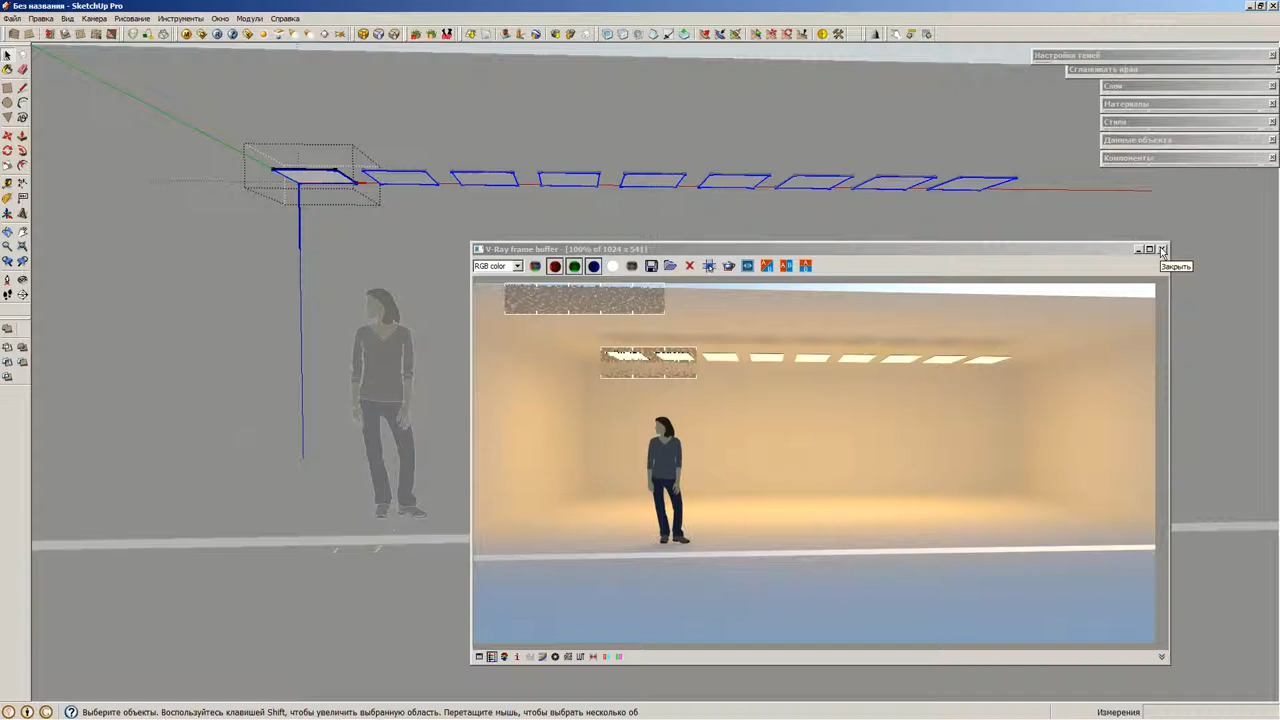 Без названия - SketchUp Pro
Файл Правка Вид Камера Рисование Инструменты Окно Модули Справка
Настройки теней
Сглаживать края
Слои
Материалы
Стили
Данные объекта
Компоненты
V-Ray frame buffer - [100% of 1024 x 541]
RGB color
Закрыть
Выберите объекты. Воспользуйтесь клавишей Shift, чтобы увеличить выбранную область. Перетащите мышь, чтобы выбрать несколько об
Измерения